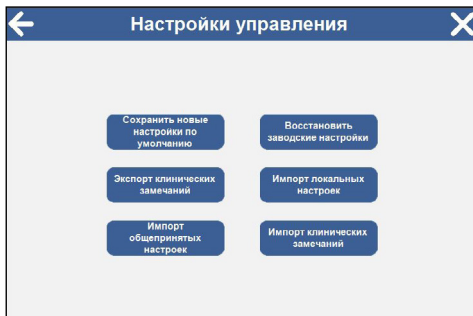 Настройки управления
Сохранить новые
настройки по
умолчанию
Восстановить
заводские настройки
Экспорт клинических
замечаний
Импорт локальных
настроек
Импорт
общепринятых
настроек
Импорт клинических
замечаний